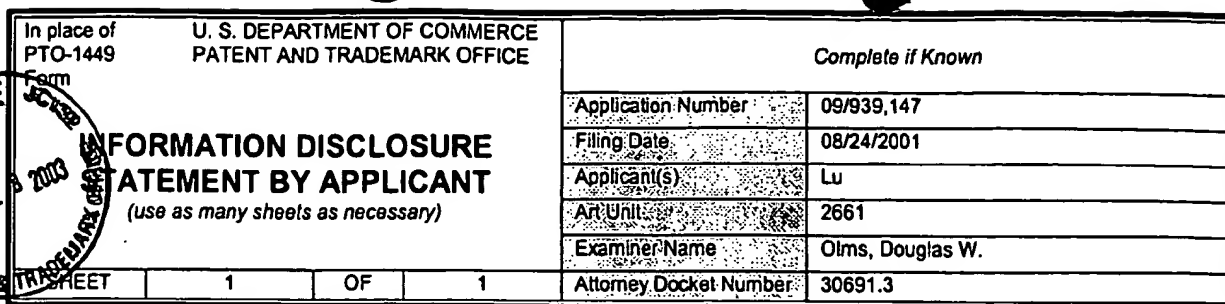 In place of U. S. DEPARTMENT OF COMMERCE
PTO-1449 PATENT AND TRADEMARK OFFICE
Form
Complete if Known
INFORMATION DISCLOSURE
STATEMENT BY APPLICANT
(use as many sheets as necessary)
Application Number 09/939,147
Filing Date 08/24/2001
Applicant(s) Lu
Art Unit 2661
Examiner Name Olms, Douglas W.
SHEET 1 OF 1 Attorney Docket Number 30691.3
2003
TRADEMARK